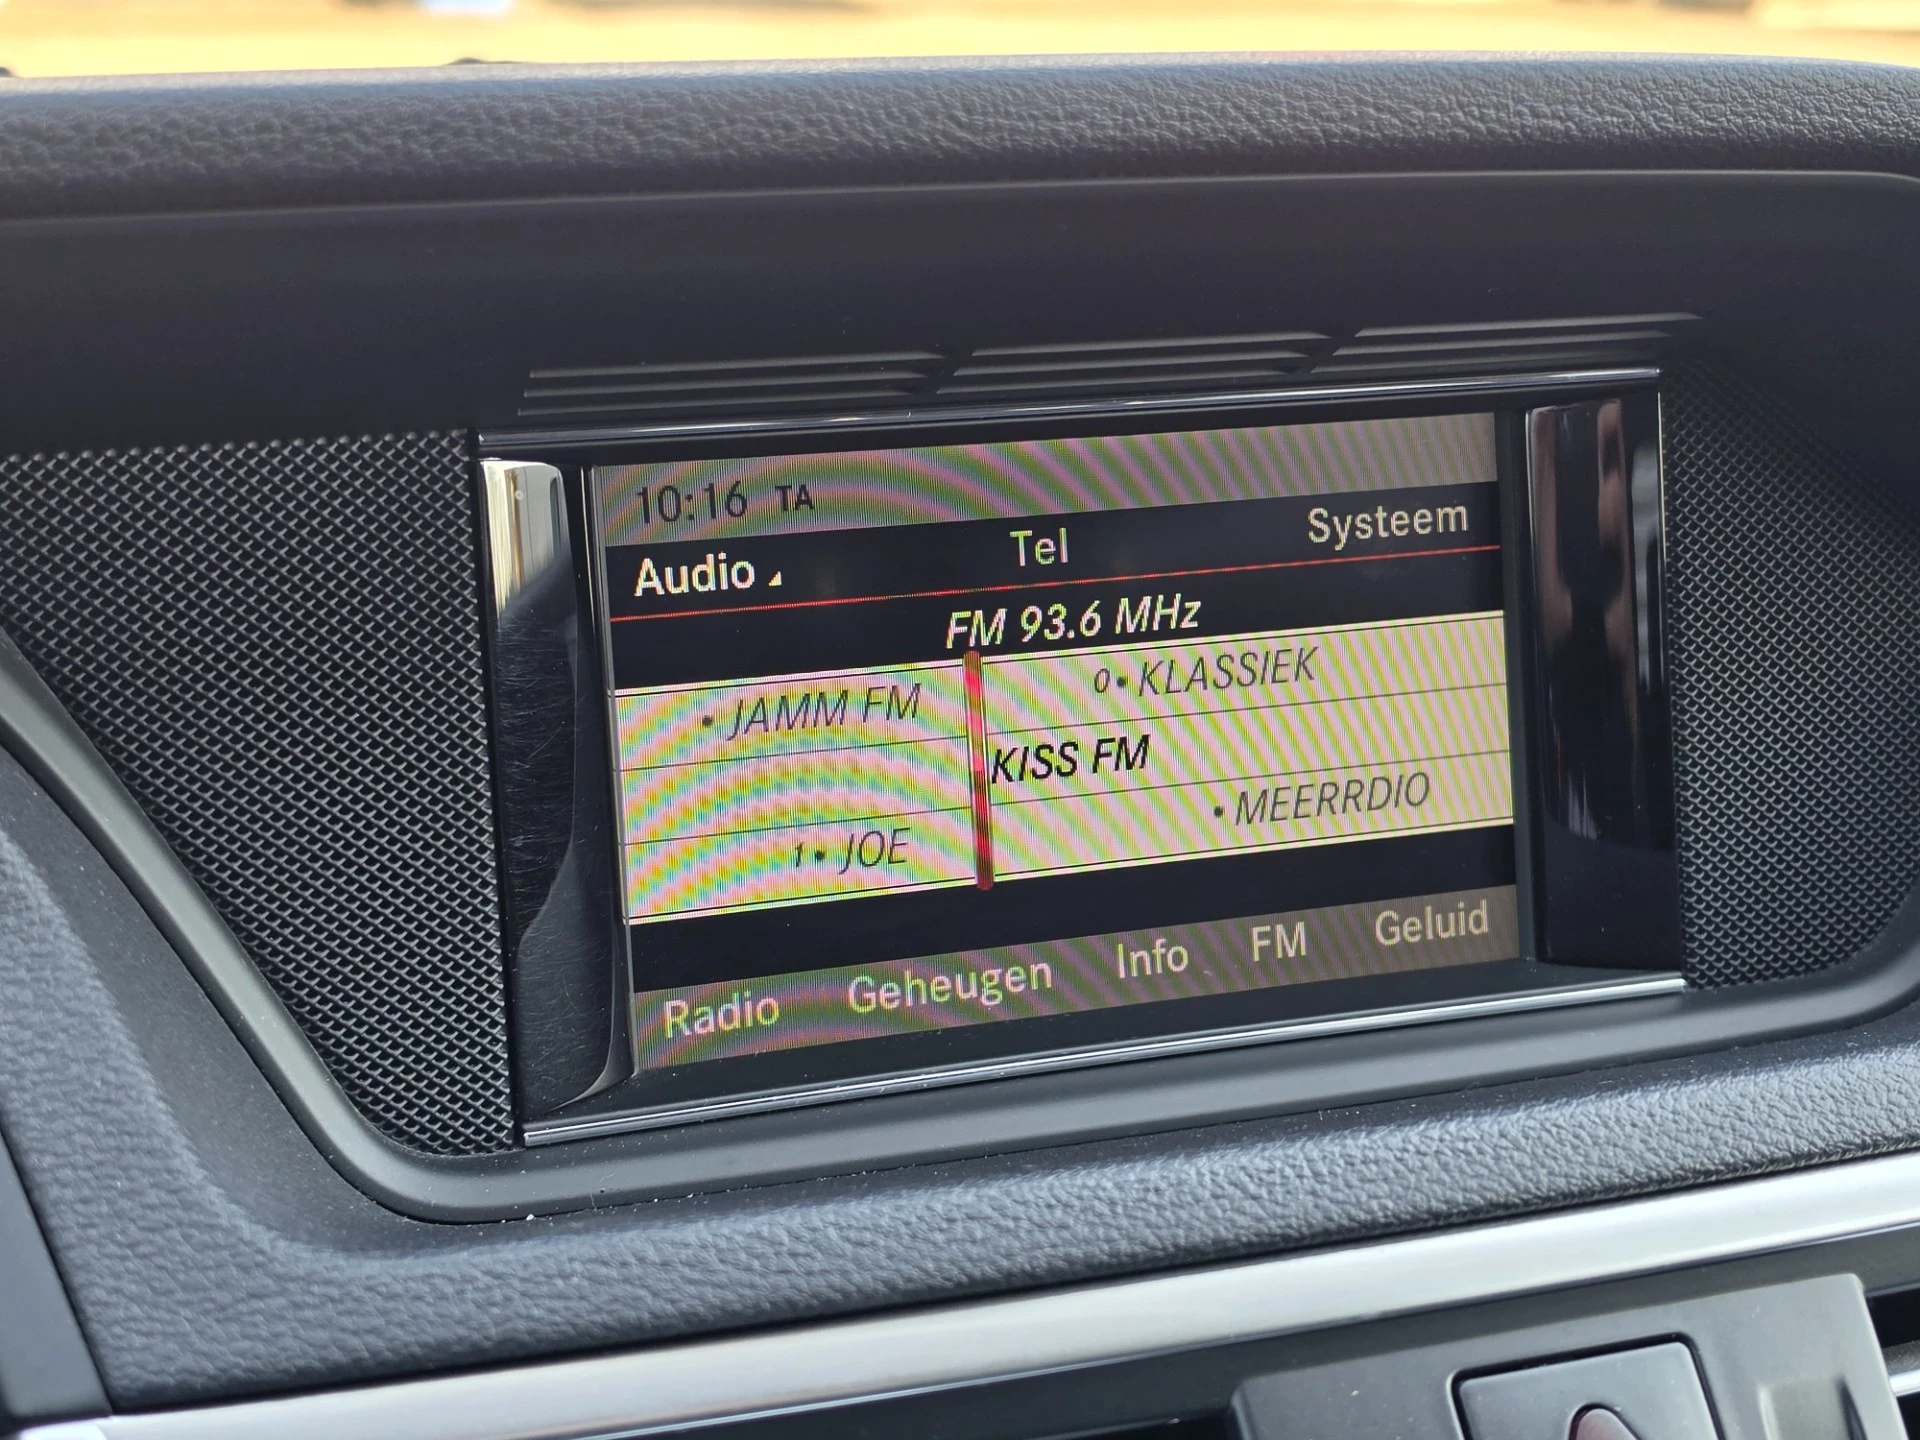 10:16 TA
Audio Tel Systeem
FM 93.6 MHz
• JAMM FM 0• KLASSIEK
KISS FM
1• JOE • MEERRDIO
Radio Geheugen Info FM Geluid